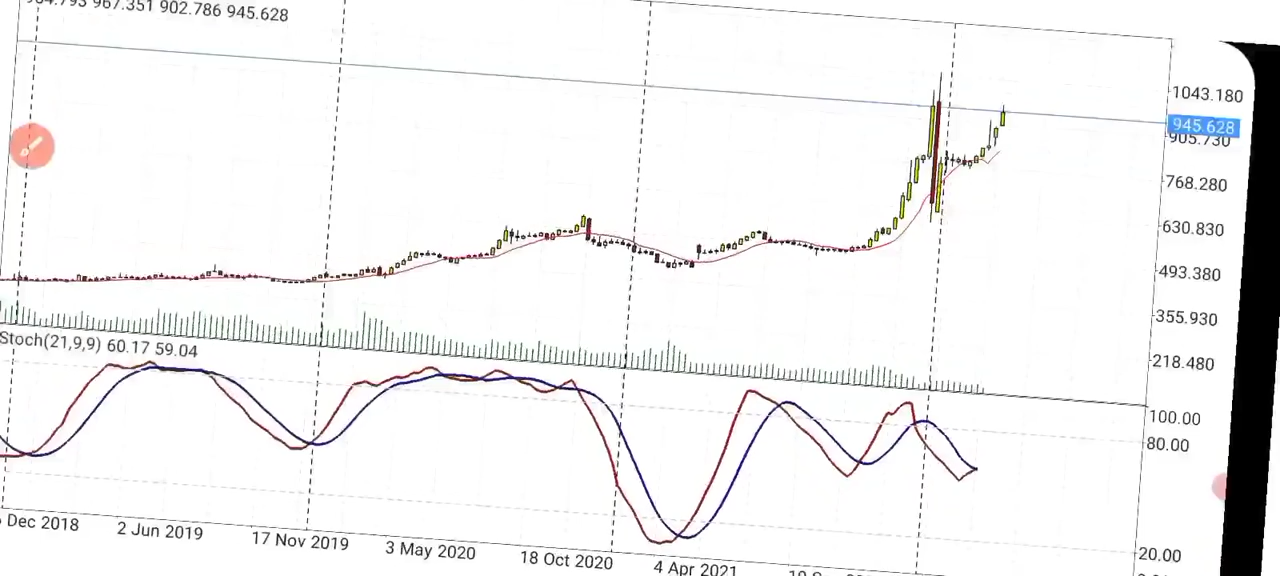 967.351 902.786 945.628
1043.180
945.628
905.730
768.280
630.830
493.380
355.930
218.480
Stoch(21,9,9) 60.17 59.04
100.00
80.00
20.00
Dec 2018
2 Jun 2019
17 Nov 2019
3 May 2020
18 Oct 2020
4 Apr 2021